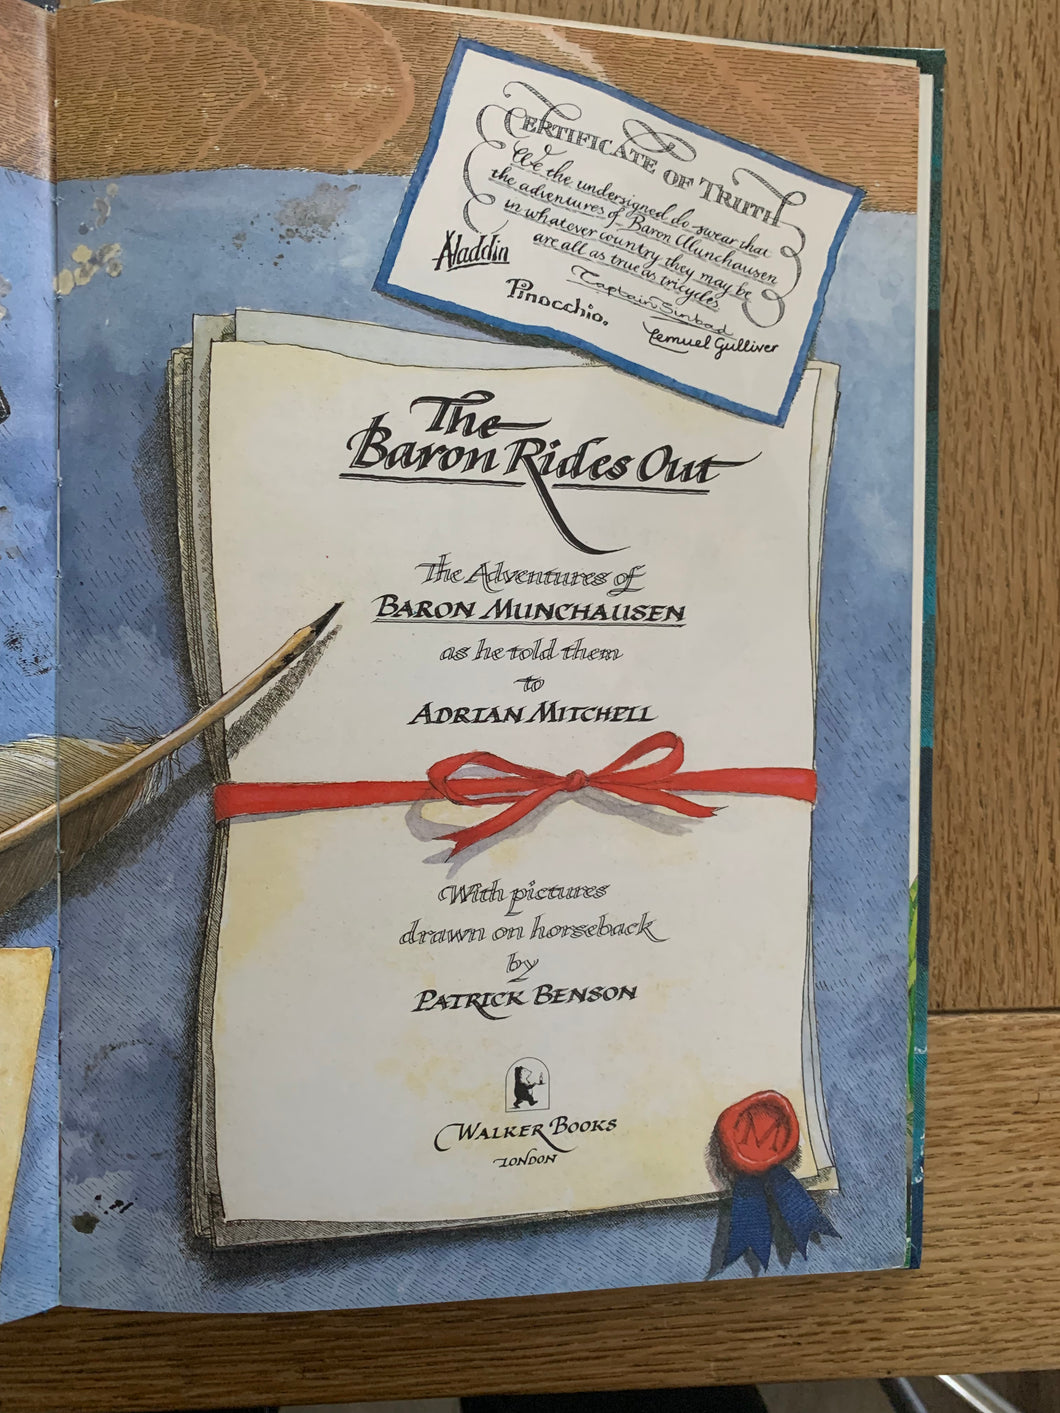 CERTIFICATE OF TRUTH
We the undersigned do swear that
the adventures of Baron Munchausen
in whatever country they may be
are all as true as tricycles
Aladdin
Captain Sinbad
Pinocchio.
Lemuel Gulliver
The
Baron Rides Out
The Adventures of
BARON MUNCHAUSEN
as he told them
to
ADRIAN MITCHELL
With pictures
drawn on horseback
by
PATRICK BENSON
WALKER BOOKS
LONDON
M